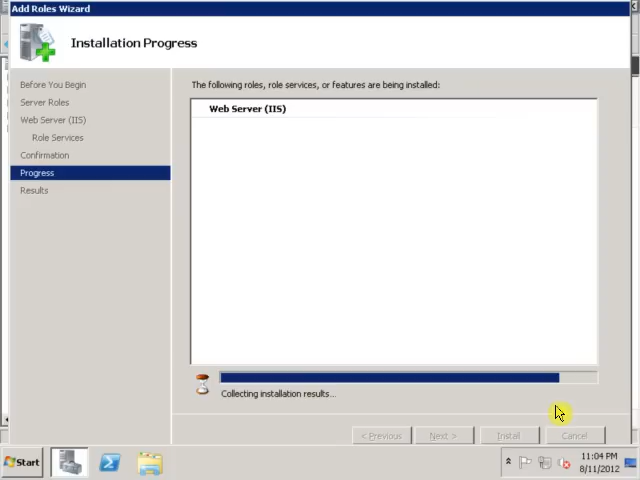 Add Roles Wizard
Installation Progress
Before You Begin
Server Roles
Web Server (IIS)
Role Services
Confirmation
Progress
Results
The following roles, role services, or features are being installed:
Web Server (IIS)
Collecting installation results...
< Previous
Next >
Install
Cancel
Start
11:04 PM
8/11/2012